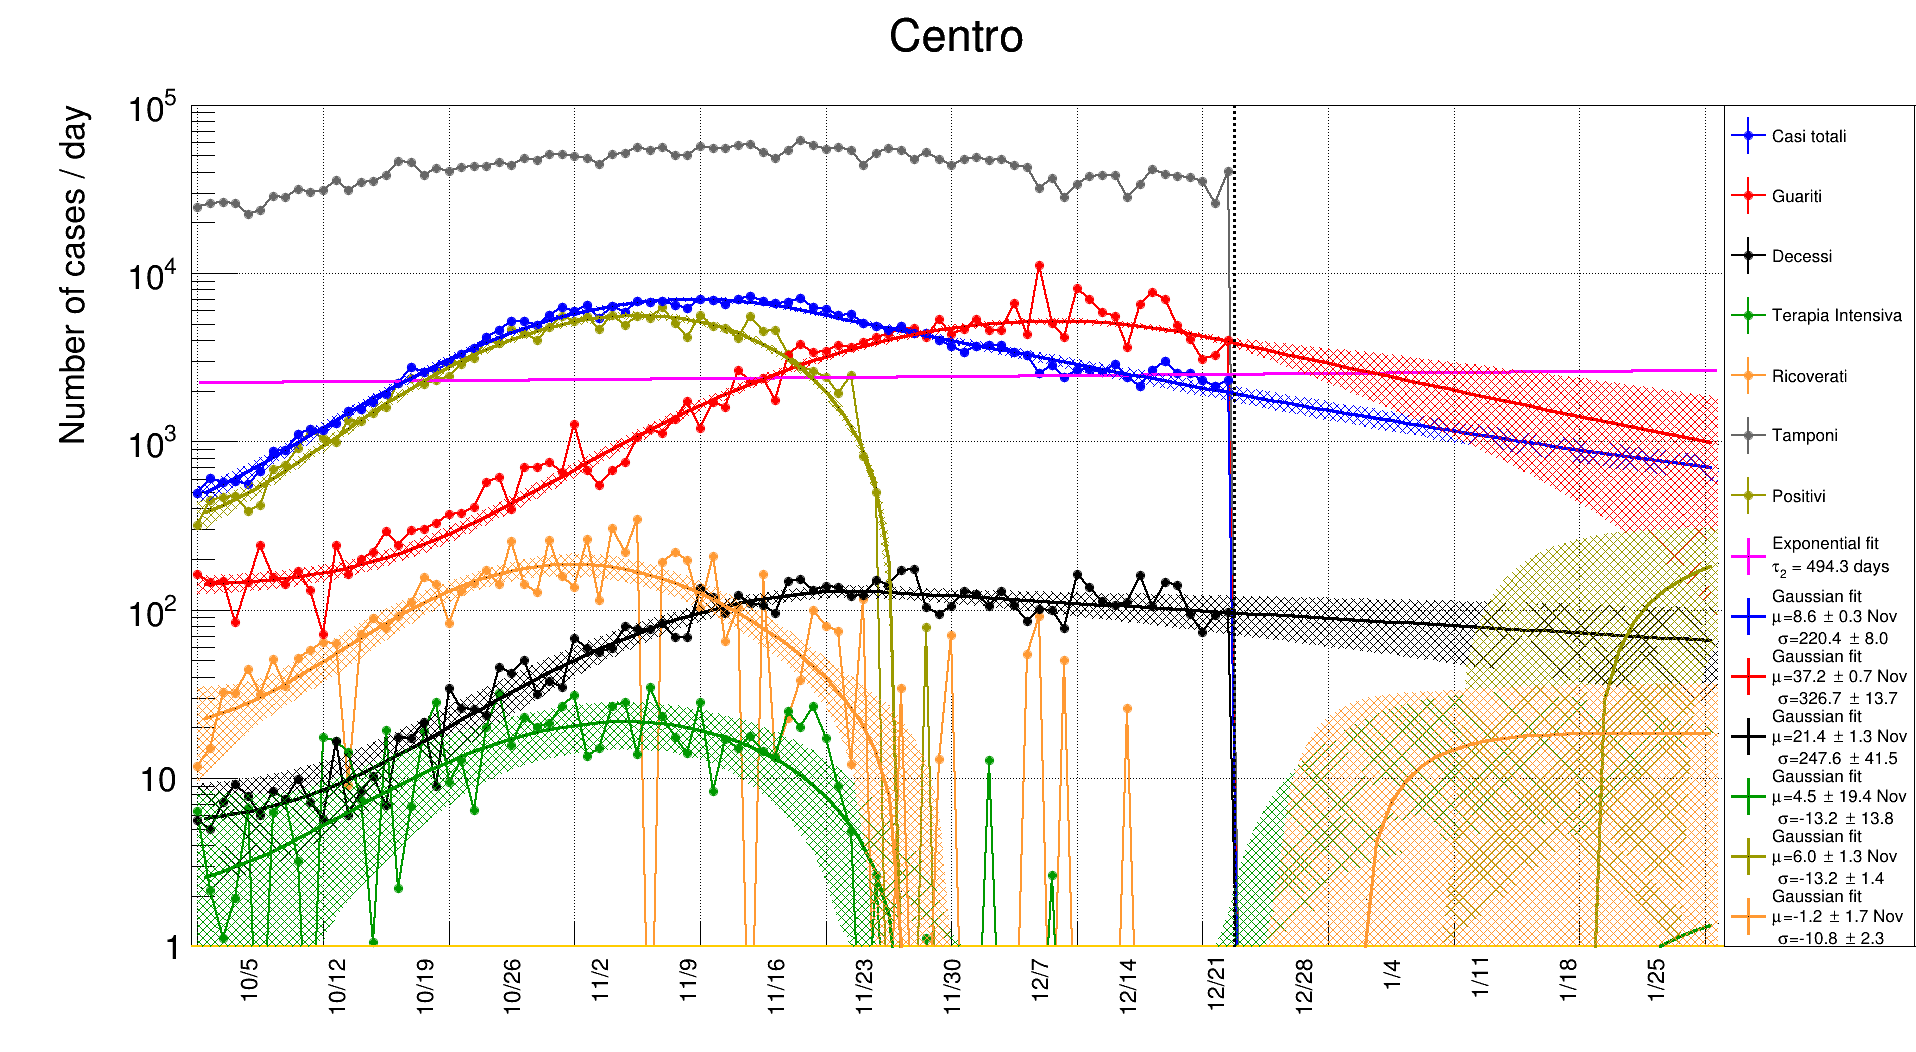 Centro
Number of cases / day
10^5
10^4
10^3
10^2
10
1
10/5
10/12
10/19
10/26
11/2
11/9
11/16
11/23
11/30
12/7
12/14
12/21
12/28
1/4
1/11
1/18
1/25
Casi totali
Guariti
Decessi
Terapia Intensiva
Ricoverati
Tamponi
Positivi
Exponential fit
τ2 = 494.3 days
Gaussian fit
μ=8.6 ± 0.3 Nov
σ=220.4 ± 8.0
Gaussian fit
μ=37.2 ± 0.7 Nov
σ=326.7 ± 13.7
Gaussian fit
μ=21.4 ± 1.3 Nov
σ=247.6 ± 41.5
Gaussian fit
μ=4.5 ± 19.4 Nov
σ=-13.2 ± 13.8
Gaussian fit
μ=6.0 ± 1.3 Nov
σ=-13.2 ± 1.4
Gaussian fit
μ=-1.2 ± 1.7 Nov
σ=-10.8 ± 2.3